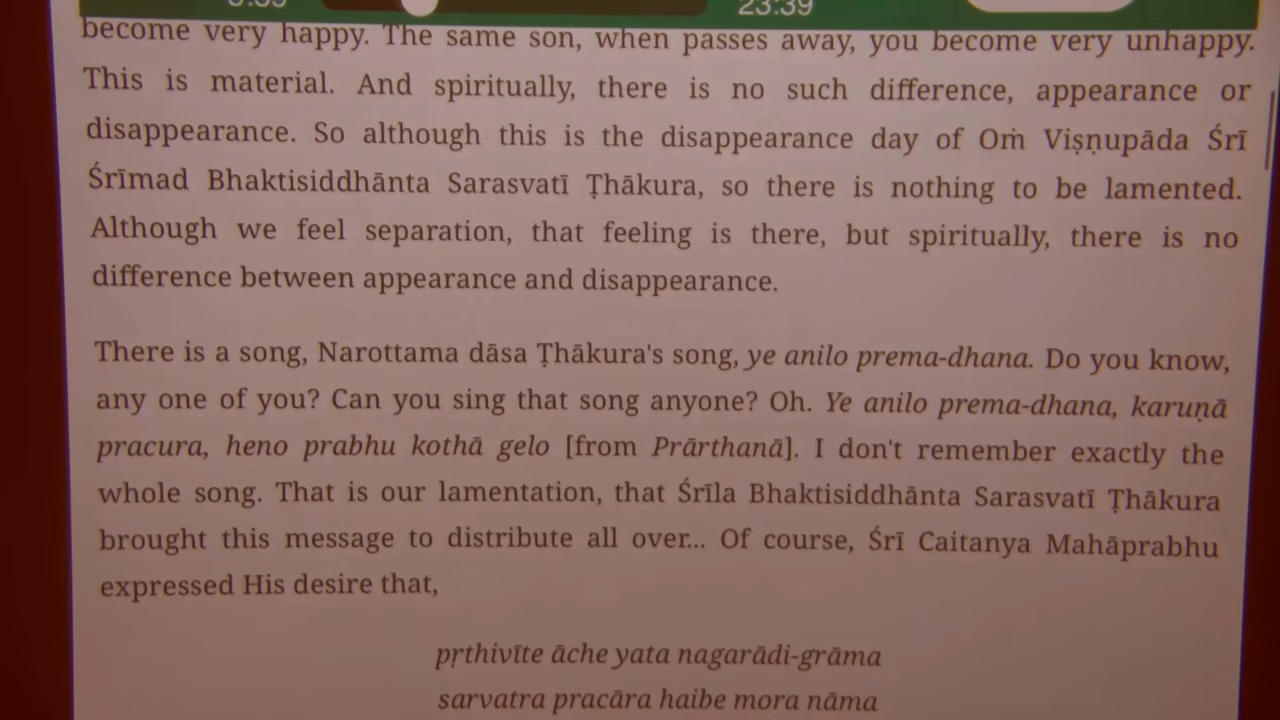 23:39
become very happy. The same son, when passes away, you become very unhappy.
This is material. And spiritually, there is no such difference, appearance or
disappearance. So although this is the disappearance day of Oṁ Viṣṇupāda Śrī
Śrīmad Bhaktisiddhānta Sarasvatī Ṭhākura, so there is nothing to be lamented.
Although we feel separation, that feeling is there, but spiritually, there is no
difference between appearance and disappearance.
There is a song, Narottama dāsa Ṭhākura's song, ye anilo prema-dhana. Do you know,
any one of you? Can you sing that song anyone? Oh. Ye anilo prema-dhana, karuṇā
pracura, heno prabhu kothā gelo [from Prārthanā]. I don't remember exactly the
whole song. That is our lamentation, that Śrīla Bhaktisiddhānta Sarasvatī Ṭhākura
brought this message to distribute all over... Of course, Śrī Caitanya Mahāprabhu
expressed His desire that,
pṛthivīte āche yata nagarādi-grāma
sarvatra pracāra haibe mora nāma